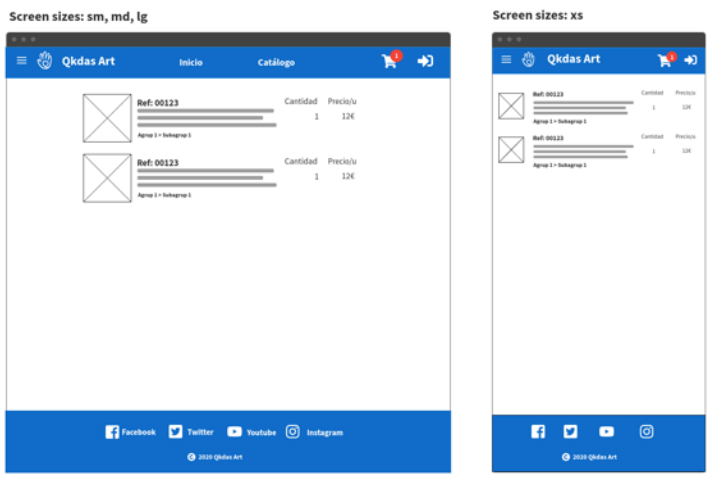 Screen sizes: sm, md, lg
Qkdas Art Inicio Catálogo 1
Ref: 00123 Cantidad Precio/u
1 12€
Agrup 1 > Subagrup 1
Ref: 00123 Cantidad Precio/u
1 12€
Agrup 1 > Subagrup 1
Facebook Twitter Youtube Instagram
2020 Qkdas Art
Screen sizes: xs
Qkdas Art 1
Ref: 00123 Cantidad Precio/u
1 12€
Agrup 1 > Subagrup 1
Ref: 00123 Cantidad Precio/u
1 12€
Agrup 1 > Subagrup 1
2020 Qkdas Art